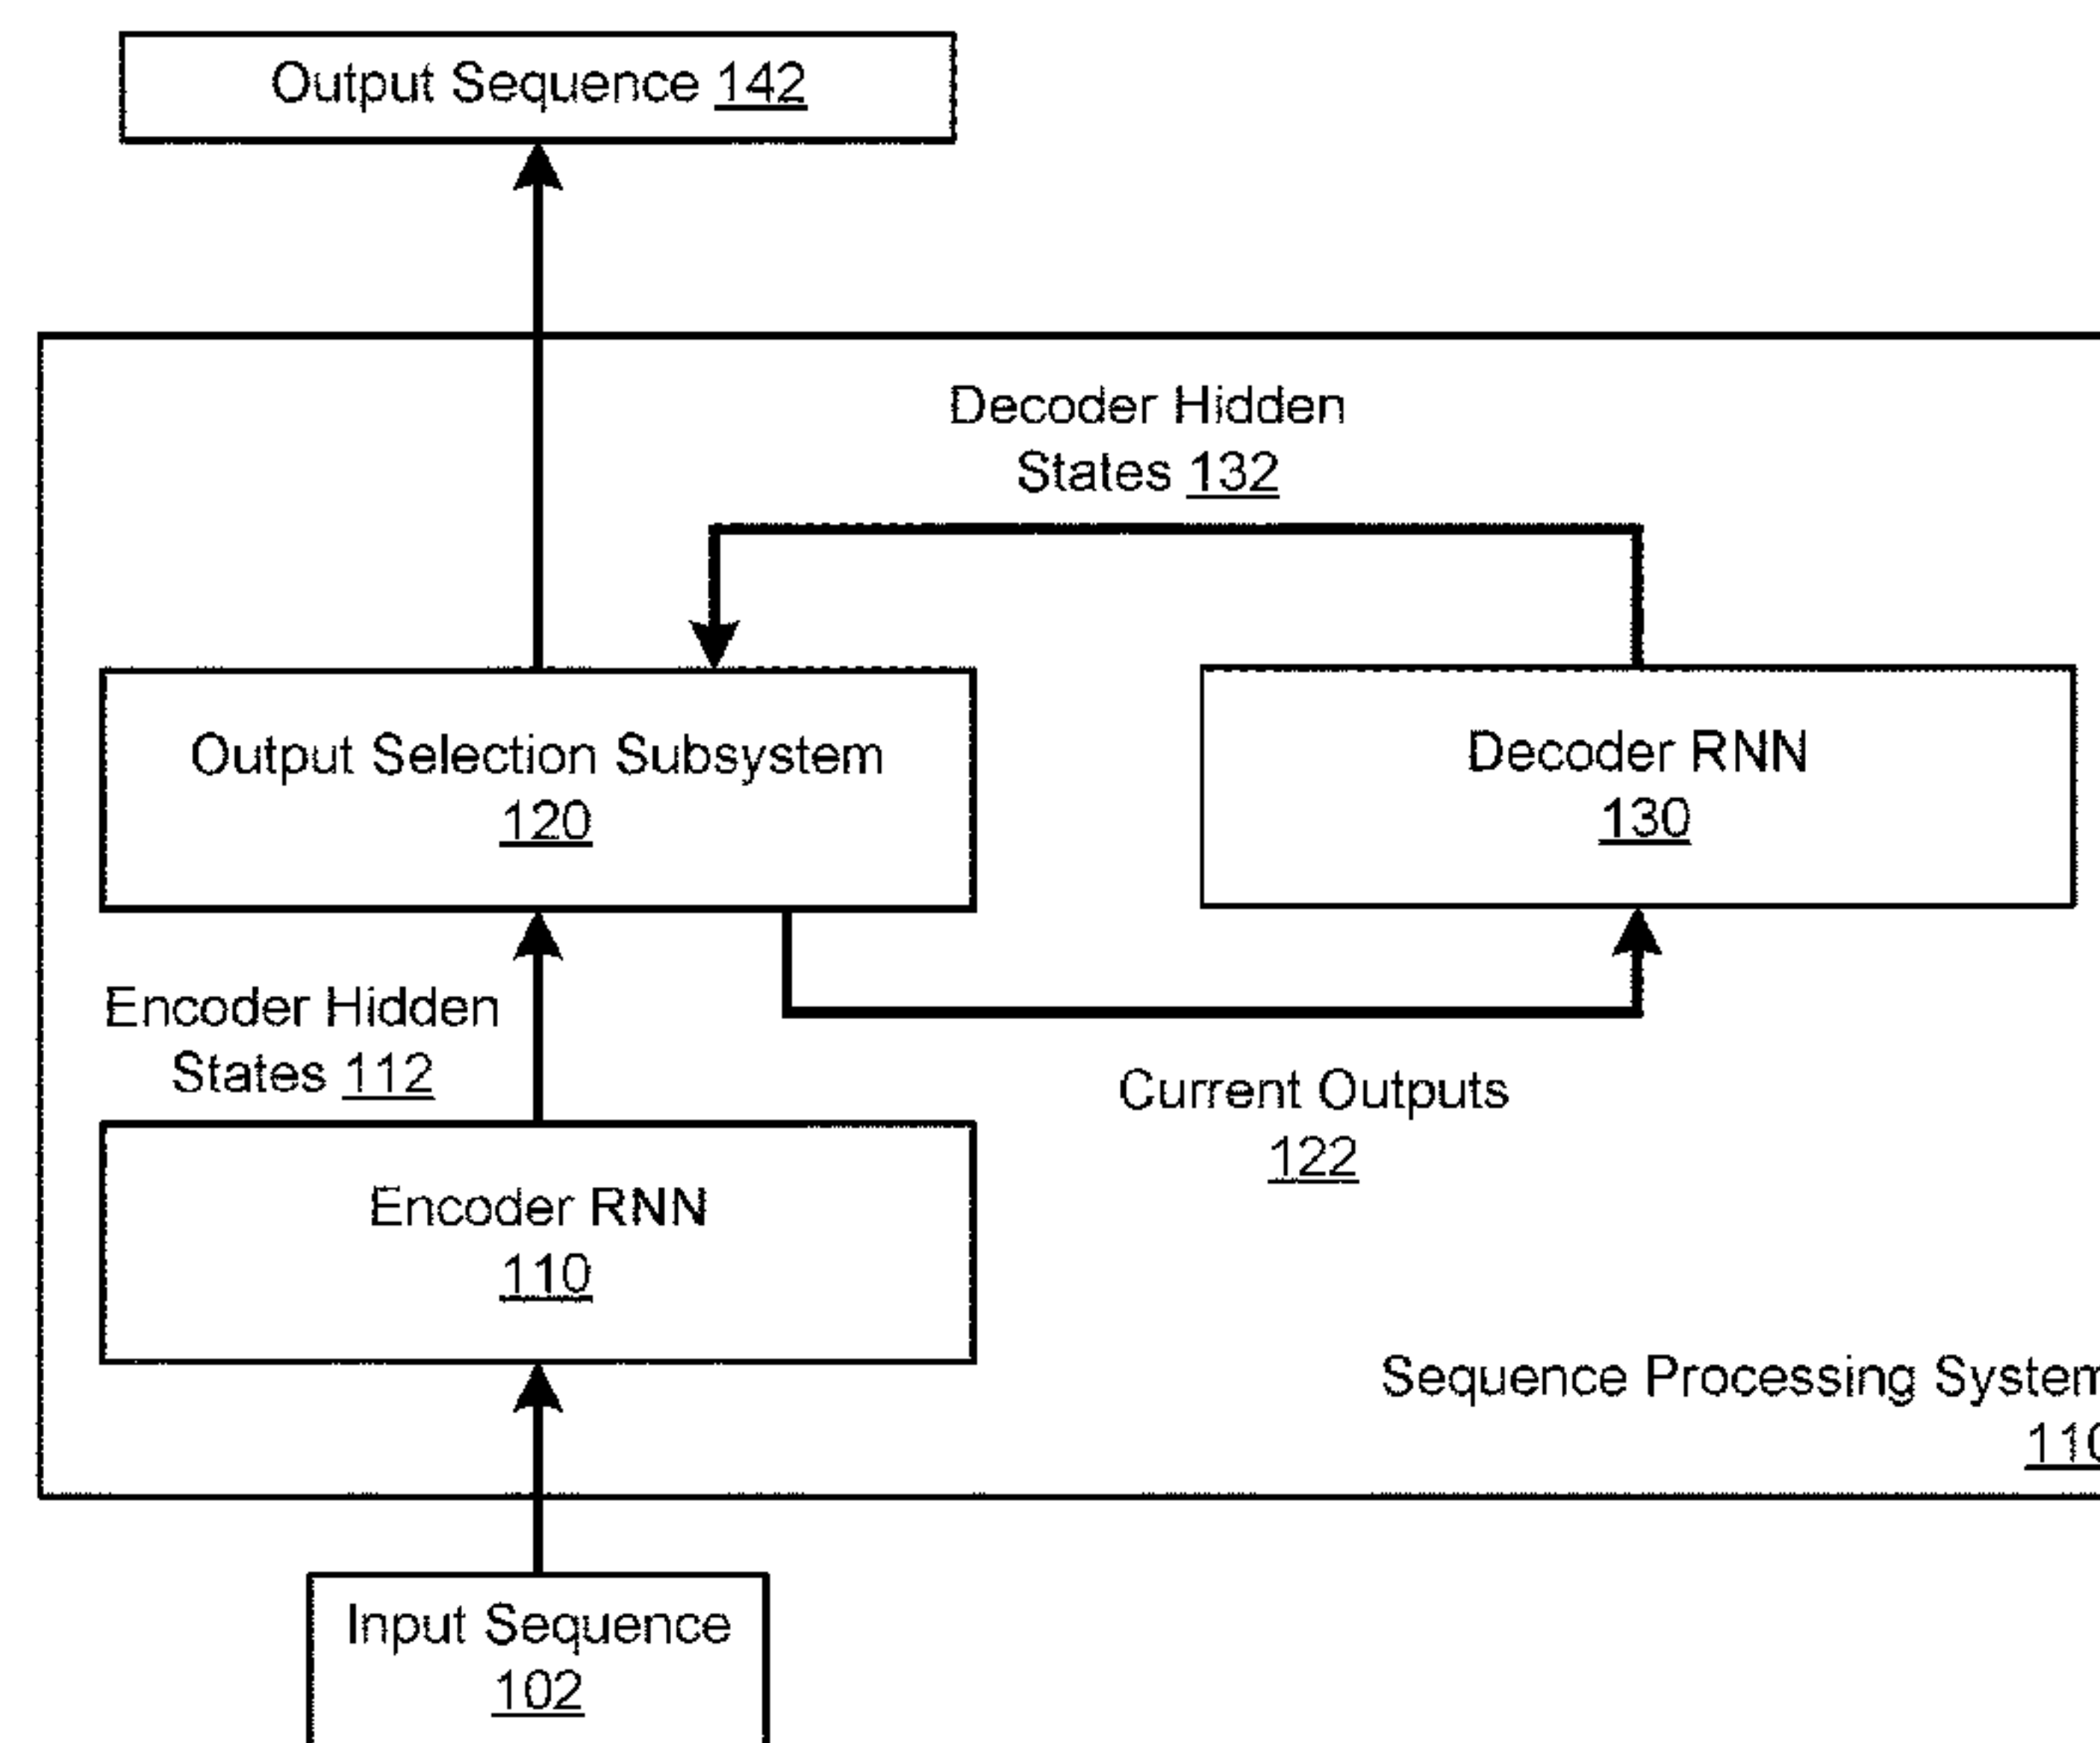 Output Sequence 142
Decoder Hidden
States 132
Output Selection Subsystem
120
Decoder RNN
130
Encoder Hidden
States 112
Current Outputs
122
Encoder RNN
110
Sequence Processing System
110
Input Sequence
102